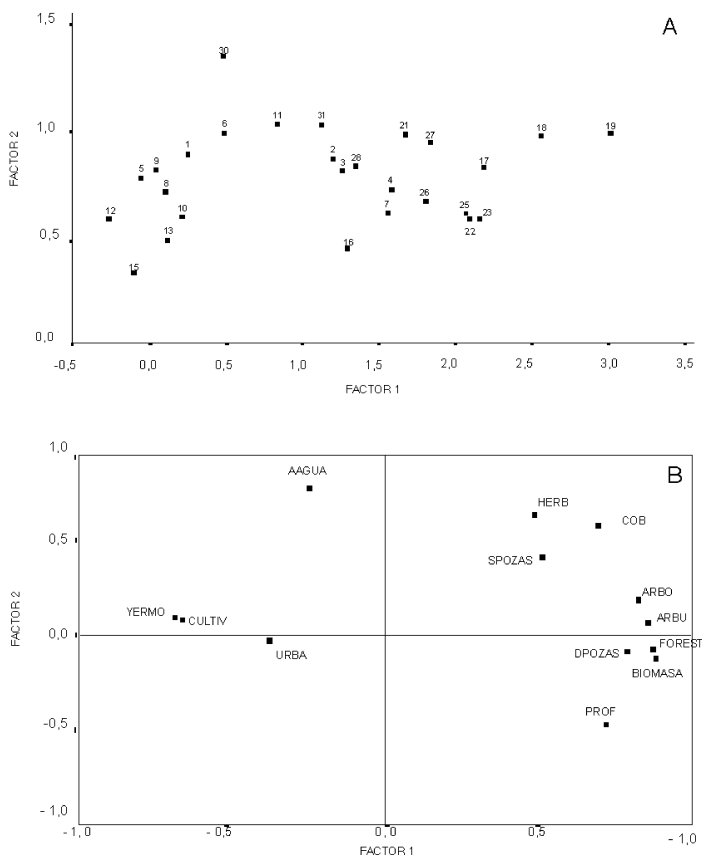 1,5
A
30
11
31
6
1,0
21
27
18
19
1
2
28
3
9
5
17
8
4
FACTOR 2
12
10
7
26
25
23
22
13
0,5
16
15
0,0
-0,5
0,0
0,5
1,0
1,5
2,0
2,5
3,0
3,5
FACTOR 1
1,0
B
AAGUA
HERB
COB
0,5
SPOZAS
ARBO
YERMO
CULTIV
ARBU
FACTOR 2
0,0
URBA
DPOZAS
FOREST
BIOMASA
PROF
-0,5
- 1,0
- 1,0
- 0,5
0,0
0,5
- 1,0
FACTOR 1